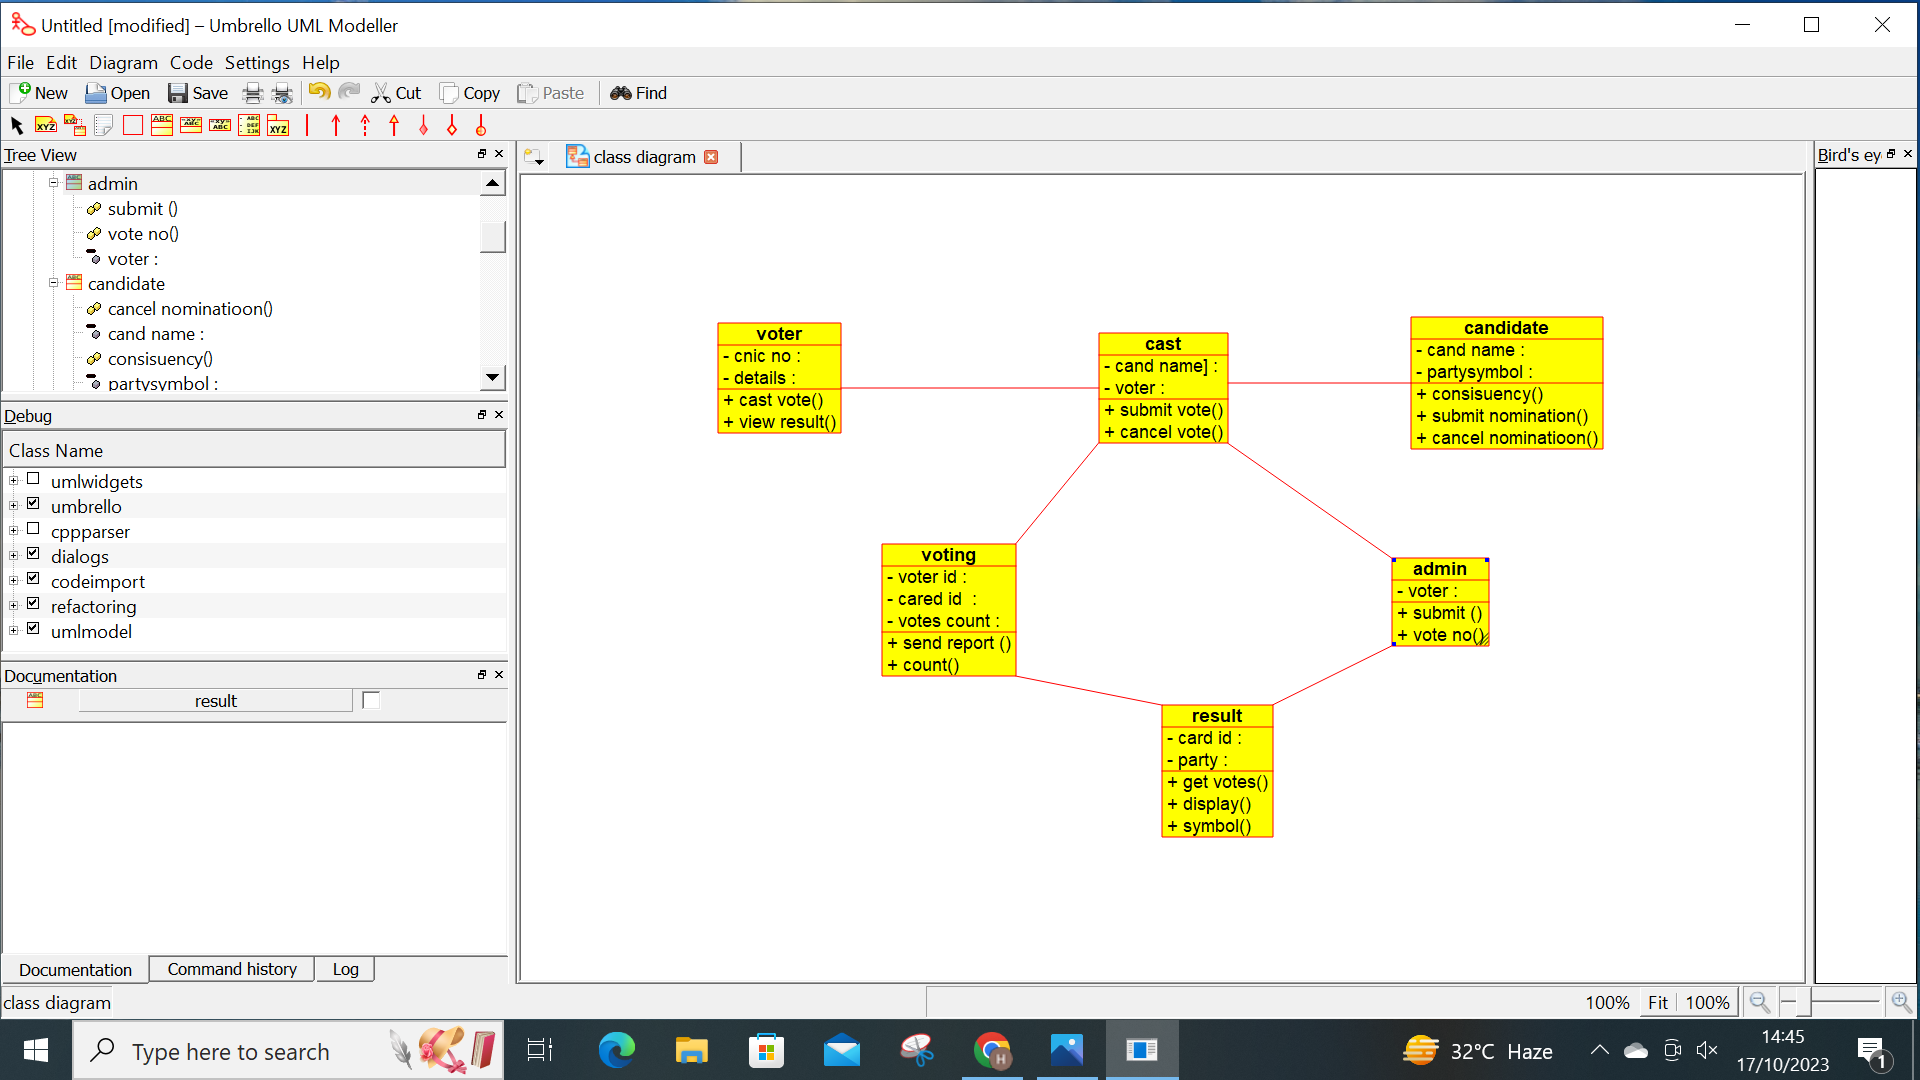 Untitled [modified] – Umbrello UML Modeller
File Edit Diagram Code Settings Help
New Open Save Cut Copy Paste Find
Tree View
class diagram
Bird's ey
admin
submit ()
vote no()
voter :
candidate
cancel nominatioon()
cand name :
consisuency()
partysymbol :
Debug
Class Name
umlwidgets
umbrello
cppparser
dialogs
codeimport
refactoring
umlmodel
Documentation
result
Documentation Command history Log
voter
- cnic no :
- details :
+ cast vote()
+ view result()
cast
- cand name] :
- voter :
+ submit vote()
+ cancel vote()
candidate
- cand name :
- partysymbol :
+ consisuency()
+ submit nomination()
+ cancel nominatioon()
voting
- voter id :
- cared id :
- votes count :
+ send report ()
+ count()
admin
- voter :
+ submit ()
+ vote no()
result
- card id :
- party :
+ get votes()
+ display()
+ symbol()
class diagram
100% Fit 100%
Type here to search
32°C Haze
14:45
17/10/2023
1